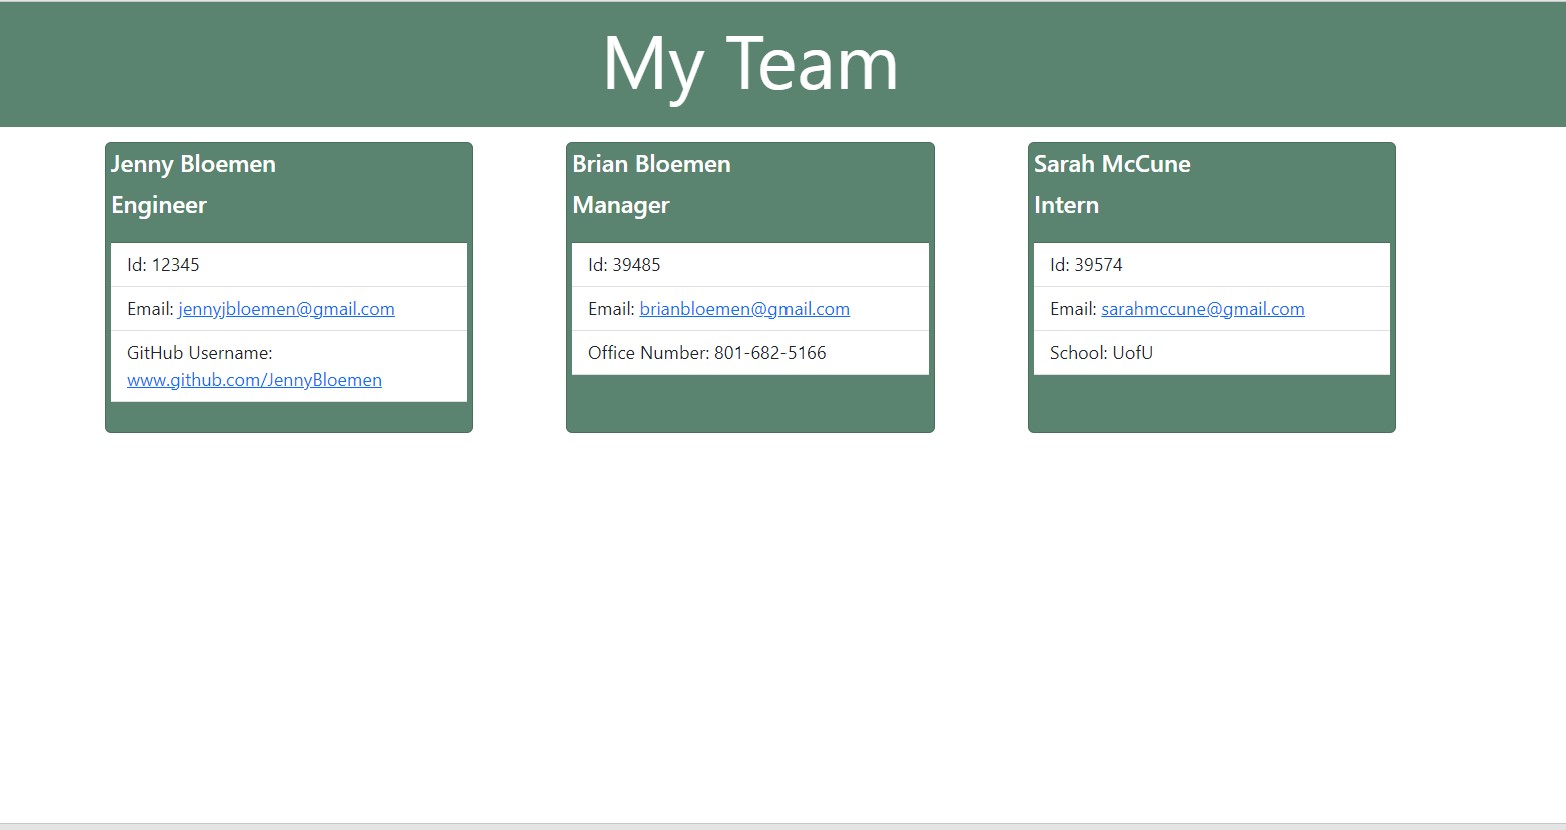 My Team
Jenny Bloemen
Engineer
Id: 12345
Email: jennyjbloemen@gmail.com
GitHub Username:
www.github.com/JennyBloemen
Brian Bloemen
Manager
Id: 39485
Email: brianbloemen@gmail.com
Office Number: 801-682-5166
Sarah McCune
Intern
Id: 39574
Email: sarahmccune@gmail.com
School: UofU